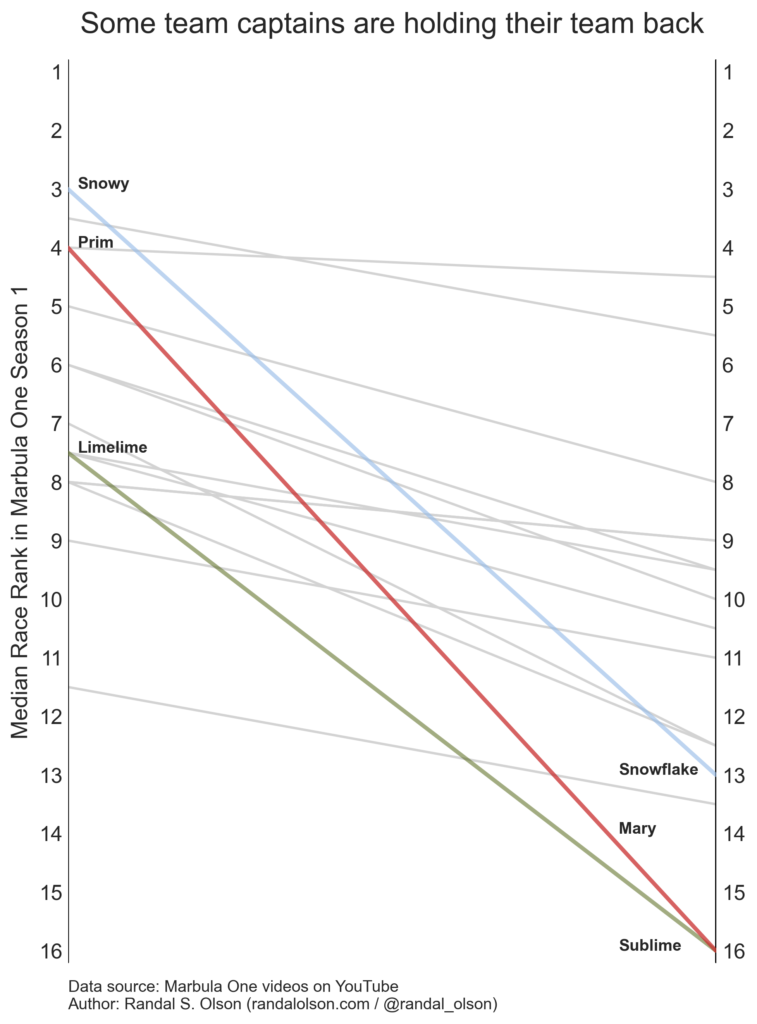 Some team captains are holding their team back
Median Race Rank in Marbula One Season 1
1 1
2 2
3 Snowy 3
4 Prim 4
5 5
6 6
7 7
Limelime
8 8
9 9
10 10
11 11
12 12
13 Snowflake 13
14 Mary 14
15 15
16 Sublime 16
Data source: Marbula One videos on YouTube
Author: Randal S. Olson (randalolson.com / @randal_olson)